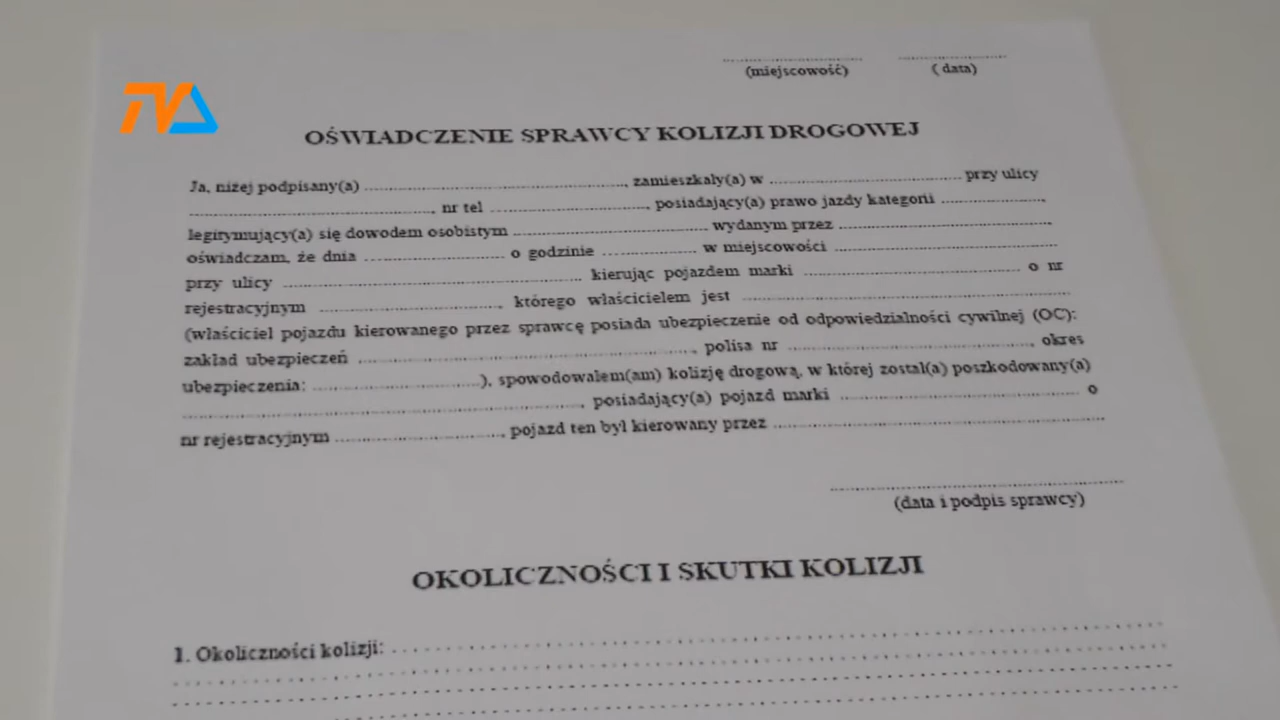 (miejscowość) ( data)
TVA
OŚWIADCZENIE SPRAWCY KOLIZJI DROGOWEJ
Ja, niżej podpisany(a) ........................................, zamieszkały(a) w ............................. przy ulicy
......................................, nr tel ........................, posiadający(a) prawo jazdy kategorii ................,
legitymujący(a) się dowodem osobistym .............................. wydanym przez .................................
oświadczam, że dnia ...................... o godzinie ............... w miejscowości ...................................
przy ulicy .............................................. kierując pojazdem marki .................................. o nr
rejestracyjnym ............................, którego właścicielem jest ...................................................
(właściciel pojazdu kierowanego przez sprawcę posiada ubezpieczenie od odpowiedzialności cywilnej (OC):
zakład ubezpieczeń ...................................................., polisa nr ......................................, okres
ubezpieczenia: ..........................), spowodowałem(am) kolizję drogową, w której został(a) poszkodowany(a)
.............................................................., posiadający(a) pojazd marki ..................................... o
nr rejestracyjnym .........................., pojazd ten był kierowany przez ....................................................
(data i podpis sprawcy)
OKOLICZNOŚCI I SKUTKI KOLIZJI
1. Okoliczności kolizji: ................................................................